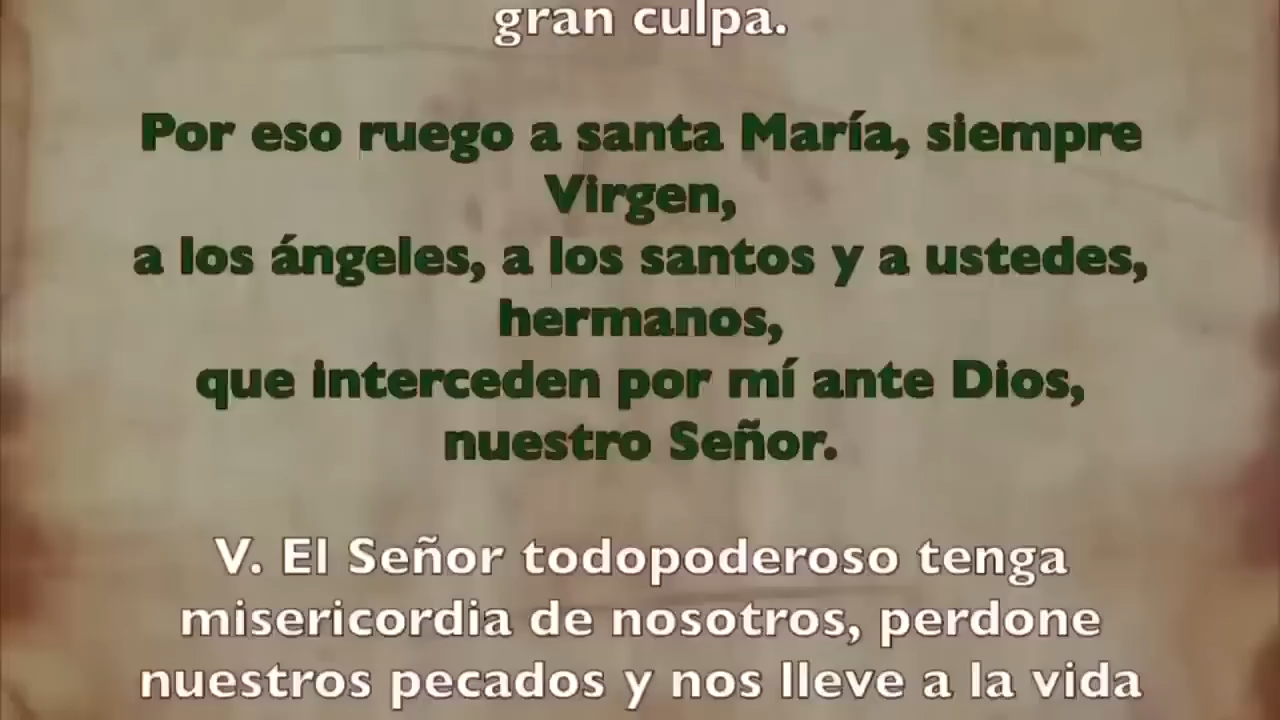 gran culpa.
Por eso ruego a santa María, siempre
Virgen,
a los ángeles, a los santos y a ustedes,
hermanos,
que interceden por mí ante Dios,
nuestro Señor.
V. El Señor todopoderoso tenga
misericordia de nosotros, perdone
nuestros pecados y nos lleve a la vida